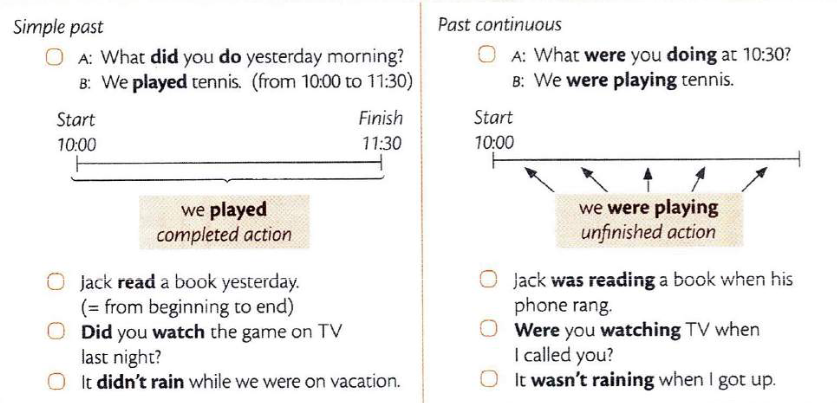 Simple past
A: What did you do yesterday morning?
B: We played tennis. (from 10:00 to 11:30)
Start Finish
10:00 11:30
we played
completed action
Jack read a book yesterday.
(= from beginning to end)
Did you watch the game on TV
last night?
It didn't rain while we were on vacation.
Past continuous
A: What were you doing at 10:30?
B: We were playing tennis.
Start
10:00
we were playing
unfinished action
Jack was reading a book when his
phone rang.
Were you watching TV when
I called you?
It wasn't raining when I got up.